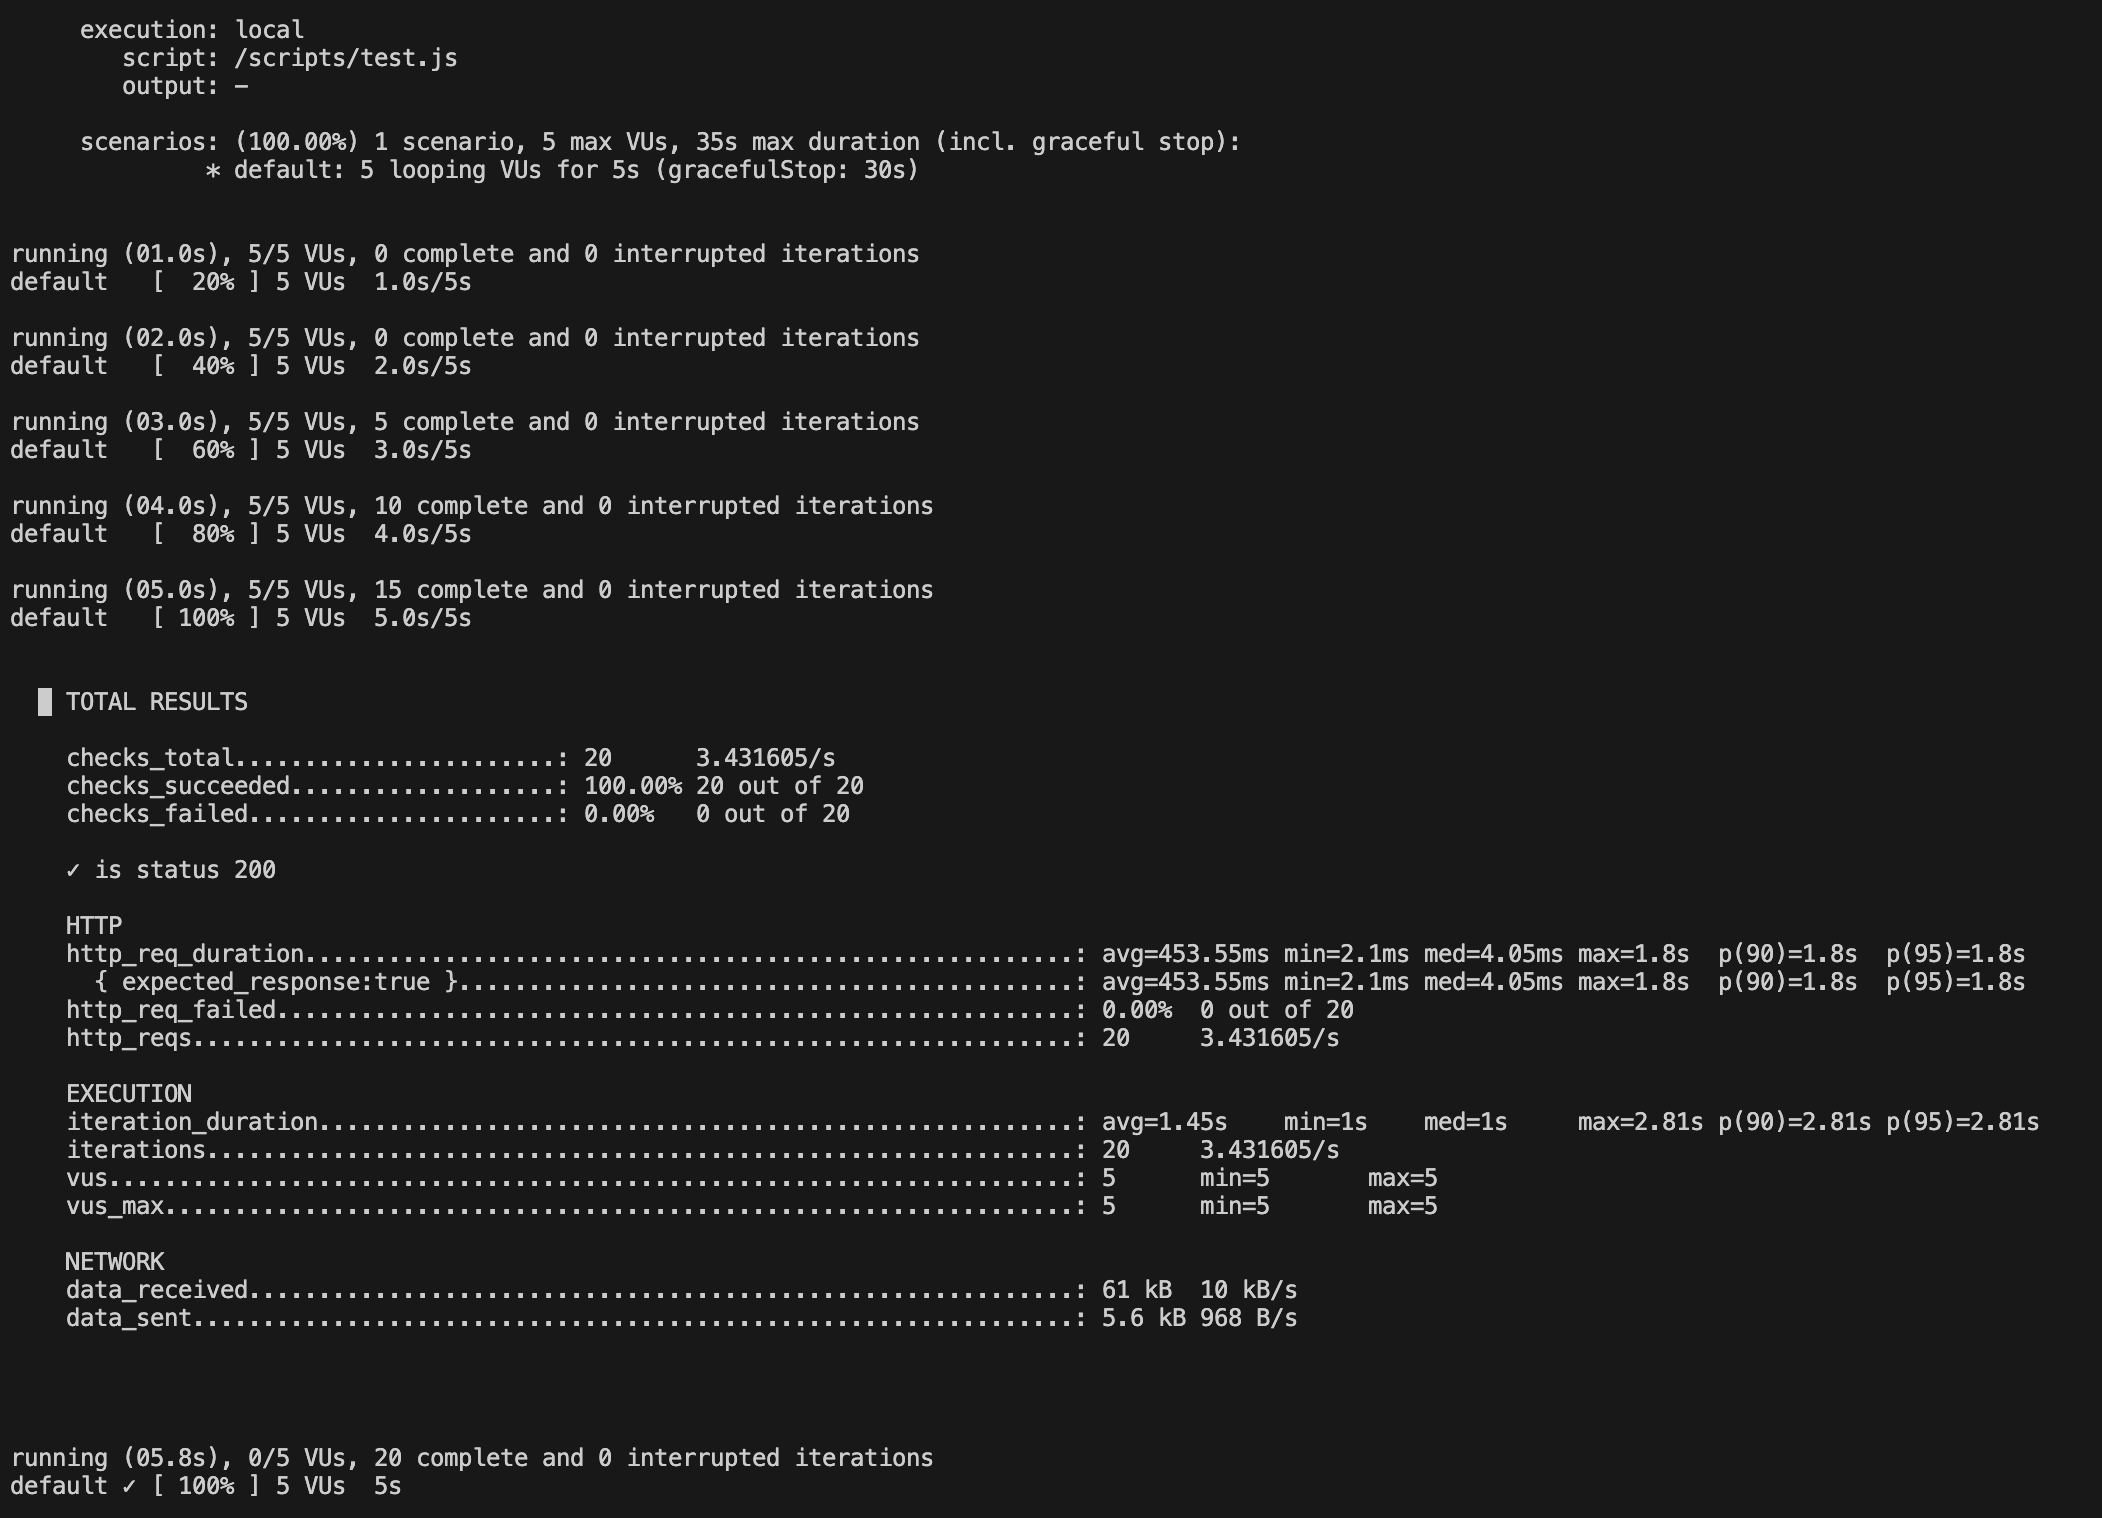 execution: local
script: /scripts/test.js
output: -
scenarios: (100.00%) 1 scenario, 5 max VUs, 35s max duration (incl. graceful stop):
* default: 5 looping VUs for 5s (gracefulStop: 30s)
running (01.0s), 5/5 VUs, 0 complete and 0 interrupted iterations
default   [  20% ] 5 VUs  1.0s/5s
running (02.0s), 5/5 VUs, 0 complete and 0 interrupted iterations
default   [  40% ] 5 VUs  2.0s/5s
running (03.0s), 5/5 VUs, 5 complete and 0 interrupted iterations
default   [  60% ] 5 VUs  3.0s/5s
running (04.0s), 5/5 VUs, 10 complete and 0 interrupted iterations
default   [  80% ] 5 VUs  4.0s/5s
running (05.0s), 5/5 VUs, 15 complete and 0 interrupted iterations
default   [ 100% ] 5 VUs  5.0s/5s
█ TOTAL RESULTS
checks_total.......................: 20      3.431605/s
checks_succeeded...................: 100.00% 20 out of 20
checks_failed......................: 0.00%   0 out of 20
✓ is status 200
HTTP
http_req_duration.......................................................: avg=453.55ms min=2.1ms med=4.05ms max=1.8s  p(90)=1.8s  p(95)=1.8s
{ expected_response:true }............................................: avg=453.55ms min=2.1ms med=4.05ms max=1.8s  p(90)=1.8s  p(95)=1.8s
http_req_failed.........................................................: 0.00%  0 out of 20
http_reqs...............................................................: 20     3.431605/s
EXECUTION
iteration_duration......................................................: avg=1.45s    min=1s    med=1s     max=2.81s p(90)=2.81s p(95)=2.81s
iterations..............................................................: 20     3.431605/s
vus.....................................................................: 5      min=5       max=5
vus_max.................................................................: 5      min=5       max=5
NETWORK
data_received...........................................................: 61 kB  10 kB/s
data_sent...............................................................: 5.6 kB 968 B/s
running (05.8s), 0/5 VUs, 20 complete and 0 interrupted iterations
default ✓ [ 100% ] 5 VUs  5s